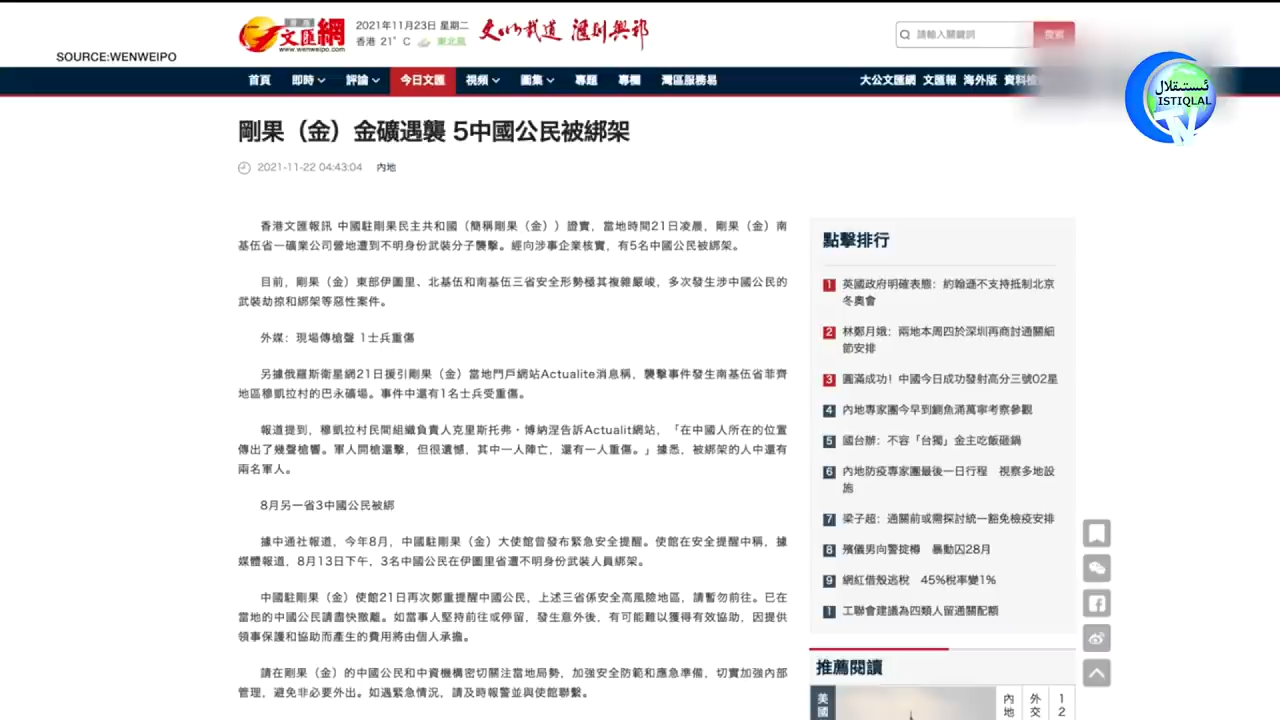 香港
文匯網
www.wenweipo.com
2021年11月23日 星期二
香港 21°C 東北風
文以載道 匯則興邦
請輸入關鍵詞
搜索
SOURCE:WENWEIPO
首頁 即時 評論 今日文匯 視頻 圖集 專題 專欄 灣區服務易 大公文匯網 文匯報 海外版 資料檢
ئىستىقلال
ISTIQLAL
TV
剛果（金）金礦遇襲 5中國公民被綁架
2021-11-22 04:43:04 內地
香港文匯報訊 中國駐剛果民主共和國（簡稱剛果（金））證實，當地時間21日凌晨，剛果（金）南
基伍省一礦業公司營地遭到不明身份武裝分子襲擊。經向涉事企業核實，有5名中國公民被綁架。
目前，剛果（金）東部伊圖里、北基伍和南基伍三省安全形勢極其複雜嚴峻，多次發生涉中國公民的
武裝劫掠和綁架等惡性案件。
外媒：現場傳槍聲 1士兵重傷
另據俄羅斯衛星網21日援引剛果（金）當地門戶網站Actualite消息稱，襲擊事件發生南基伍省菲齊
地區穆凱拉村的巴永礦場。事件中還有1名士兵受重傷。
報道提到，穆凱拉村民間組織負責人克里斯托弗·博納涅告訴Actualit網站，「在中國人所在的位置
傳出了幾聲槍響。軍人開槍還擊，但很遺憾，其中一人陣亡，還有一人重傷。」據悉，被綁架的人中還有
兩名軍人。
8月另一省3中國公民被綁
據中通社報道，今年8月，中國駐剛果（金）大使館曾發布緊急安全提醒。使館在安全提醒中稱，據
媒體報道，8月13日下午，3名中國公民在伊圖里省遭不明身份武裝人員綁架。
中國駐剛果（金）使館21日再次鄭重提醒中國公民，上述三省係安全高風險地區，請暫勿前往。已在
當地的中國公民請盡快撤離。如當事人堅持前往或停留，發生意外後，有可能難以獲得有效協助，因提供
領事保護和協助而產生的費用將由個人承擔。
請在剛果（金）的中國公民和中資機構密切關注當地局勢，加強安全防範和應急準備，切實加強內部
管理，避免非必要外出。如遇緊急情況，請及時報警並與使館聯繫。
點擊排行
1 英國政府明確表態：約翰遜不支持抵制北京
冬奧會
2 林鄭月娥：兩地本周四於深圳再商討通關細
節安排
3 圓滿成功！中國今日成功發射高分三號02星
4 內地專家團今早到鰂魚涌萬寧考察參觀
5 國台辦：不容「台獨」金主吃飯砸鍋
6 內地防疫專家團最後一日行程 視察多地設
施
7 梁子超：通關前或需探討統一豁免檢疫安排
8 殯儀男向警掟樽 暴動囚28月
9 網紅借殼逃稅 45%稅率變1%
1 工聯會建議為四類人留通關配額
推薦閱讀
美國
內地
外交
12